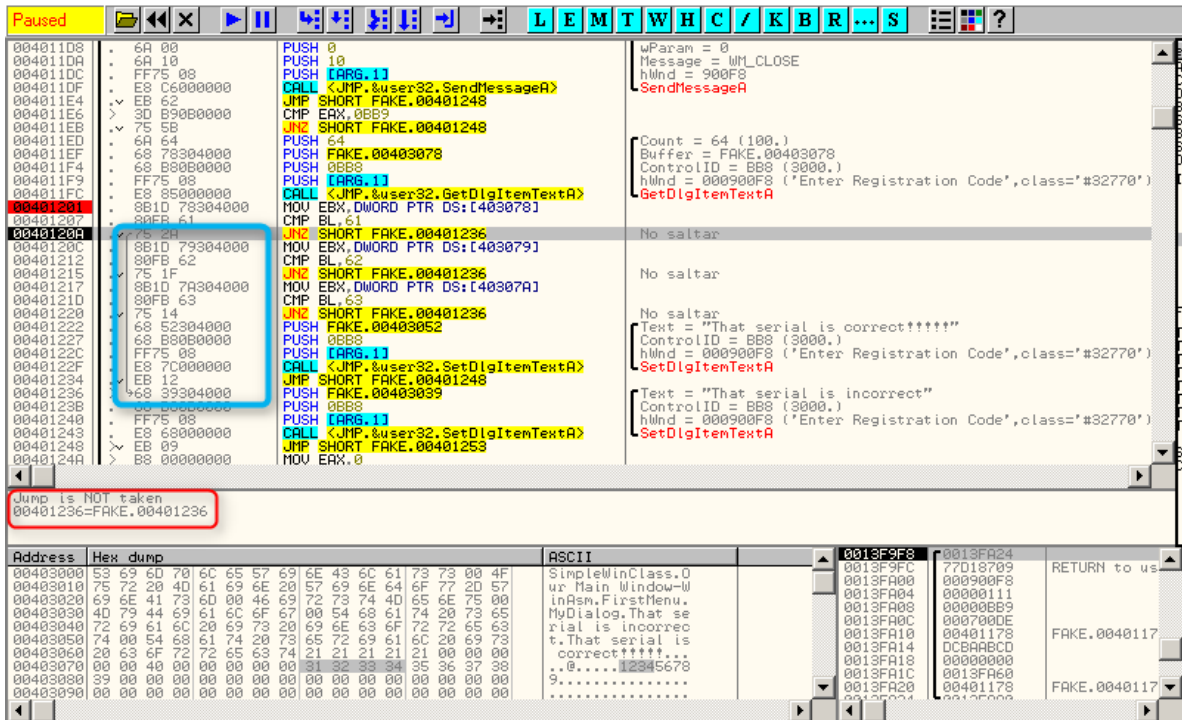 Paused L E M T W H C / K B R ... S ?
004011D8 . 6A 00 PUSH 0 wParam = 0
004011DA . 6A 10 PUSH 10 Message = WM_CLOSE
004011DC . FF75 08 PUSH [ARG.1] hWnd = 900F8
004011DF . E8 C6000000 CALL <JMP.&user32.SendMessageA> SendMessageA
004011E4 . EB 62 JMP SHORT FAKE.00401248
004011E6 > 3D B90B0000 CMP EAX,0BB9
004011EB . 75 5B JNZ SHORT FAKE.00401248
004011ED . 6A 64 PUSH 64 Count = 64 (100.)
004011EF . 68 78304000 PUSH FAKE.00403078 Buffer = FAKE.00403078
004011F4 . 68 B80B0000 PUSH 0BB8 ControlID = BB8 (3000.)
004011F9 . FF75 08 PUSH [ARG.1] hWnd = 000900F8 ('Enter Registration Code',class='#32770')
004011FC . E8 85000000 CALL <JMP.&user32.GetDlgItemTextA> GetDlgItemTextA
00401201 . 8B1D 78304000 MOV EBX,DWORD PTR DS:[403078]
00401207 . 80FB 61 CMP BL,61
0040120A . 75 2A JNZ SHORT FAKE.00401236 No saltar
0040120C . 8B1D 79304000 MOV EBX,DWORD PTR DS:[403079]
00401212 . 80FB 62 CMP BL,62
00401215 . 75 1F JNZ SHORT FAKE.00401236 No saltar
00401217 . 8B1D 7A304000 MOV EBX,DWORD PTR DS:[40307A]
0040121D . 80FB 63 CMP BL,63
00401220 . 75 14 JNZ SHORT FAKE.00401236 No saltar
00401222 . 68 52304000 PUSH FAKE.00403052 Text = "That serial is correct!!!!!"
00401227 . 68 B80B0000 PUSH 0BB8 ControlID = BB8 (3000.)
0040122C . FF75 08 PUSH [ARG.1] hWnd = 000900F8 ('Enter Registration Code',class='#32770')
0040122F . E8 7C000000 CALL <JMP.&user32.SetDlgItemTextA> SetDlgItemTextA
00401234 . EB 12 JMP SHORT FAKE.00401248
00401236 > 68 39304000 PUSH FAKE.00403039 Text = "That serial is incorrect"
0040123B . 68 B80B0000 PUSH 0BB8 ControlID = BB8 (3000.)
00401240 . FF75 08 PUSH [ARG.1] hWnd = 000900F8 ('Enter Registration Code',class='#32770')
00401243 . E8 68000000 CALL <JMP.&user32.SetDlgItemTextA> SetDlgItemTextA
00401248 > EB 09 JMP SHORT FAKE.00401253
0040124A > B8 00000000 MOV EAX,0
Jump is NOT taken
00401236=FAKE.00401236
Address Hex dump ASCII
00403000 53 69 6D 70 6C 65 57 69 6E 43 6C 61 73 73 00 4F SimpleWinClass.O
00403010 75 72 20 4D 61 69 6E 20 57 69 6E 64 6F 77 2D 57 ur Main Window-W
00403020 69 6E 41 73 6D 00 46 69 72 73 74 4D 65 6E 75 00 inAsm.FirstMenu.
00403030 4D 79 44 69 61 6C 6F 67 00 54 68 61 74 20 73 65 MyDialog.That se
00403040 72 69 61 6C 20 69 73 20 69 6E 63 6F 72 72 65 63 rial is incorrec
00403050 74 00 54 68 61 74 20 73 65 72 69 61 6C 20 69 73 t.That serial is
00403060 20 63 6F 72 72 65 63 74 21 21 21 21 21 00 00 00 correct!!!!!...
00403070 00 00 40 00 00 00 00 00 31 32 33 34 35 36 37 38 ..@.....12345678
00403080 39 00 00 00 00 00 00 00 00 00 00 00 00 00 00 00 9...............
00403090 00 00 00 00 00 00 00 00 00 00 00 00 00 00 00 00 ................
0013F9F8 0013FA24
0013F9FC 77D18709 RETURN to us
0013FA00 000900F8
0013FA04 00000111
0013FA08 00000BB9
0013FA0C 000700DE
0013FA10 00401178 FAKE.0040117
0013FA14 DCBAABCD
0013FA18 00000000
0013FA1C 0013FA60
0013FA20 00401178 FAKE.0040117